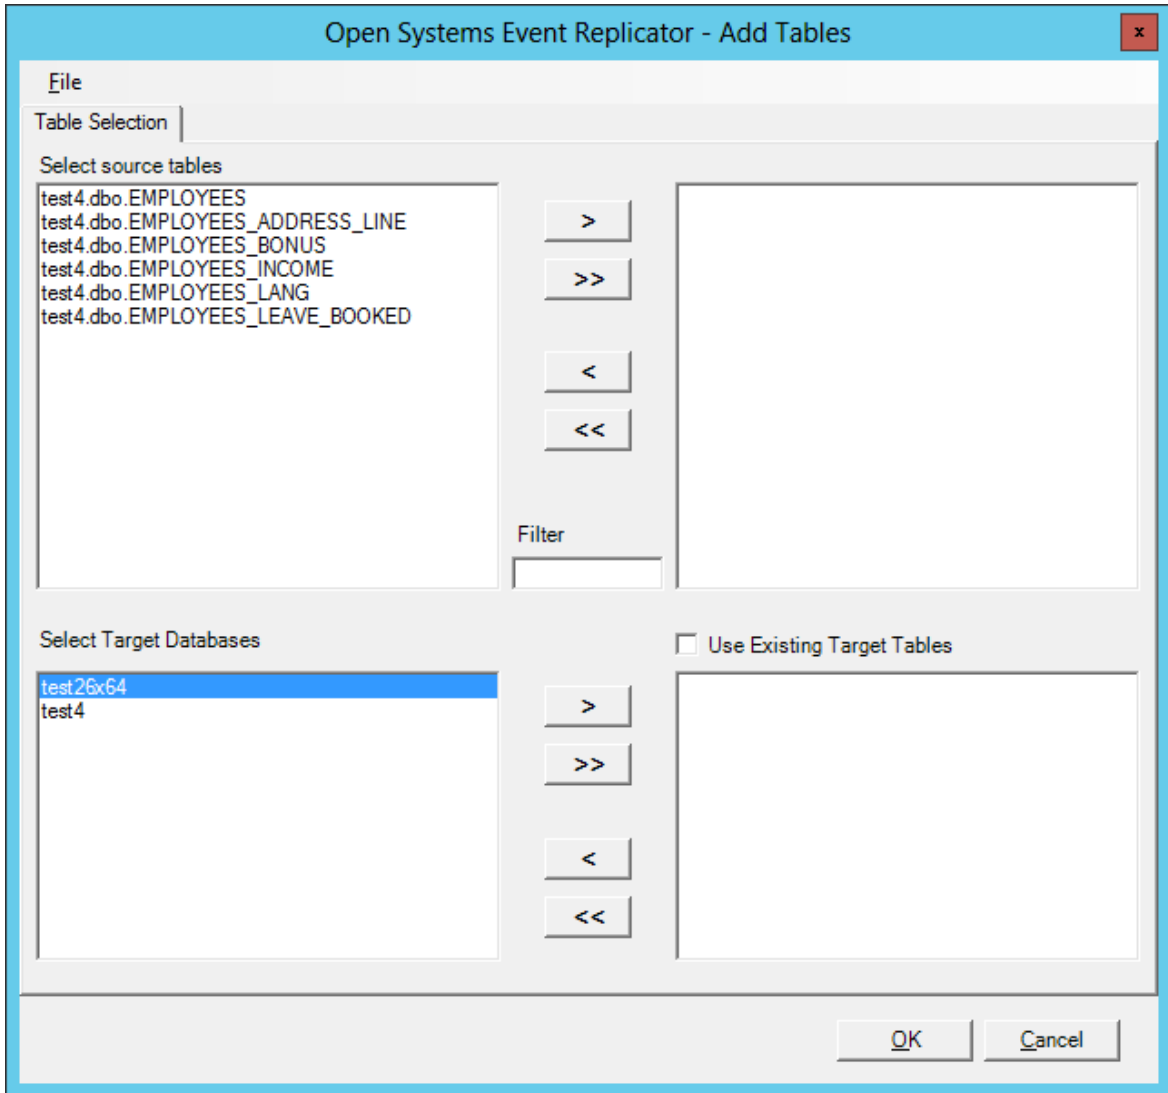 Open Systems Event Replicator - Add Tables
x
File
Table Selection
Select source tables
test4.dbo.EMPLOYEES
test4.dbo.EMPLOYEES_ADDRESS_LINE
test4.dbo.EMPLOYEES_BONUS
test4.dbo.EMPLOYEES_INCOME
test4.dbo.EMPLOYEES_LANG
test4.dbo.EMPLOYEES_LEAVE_BOOKED
>
>>
<
<<
Filter
Select Target Databases
Use Existing Target Tables
test26x64
test4
>
>>
<
<<
OK
Cancel